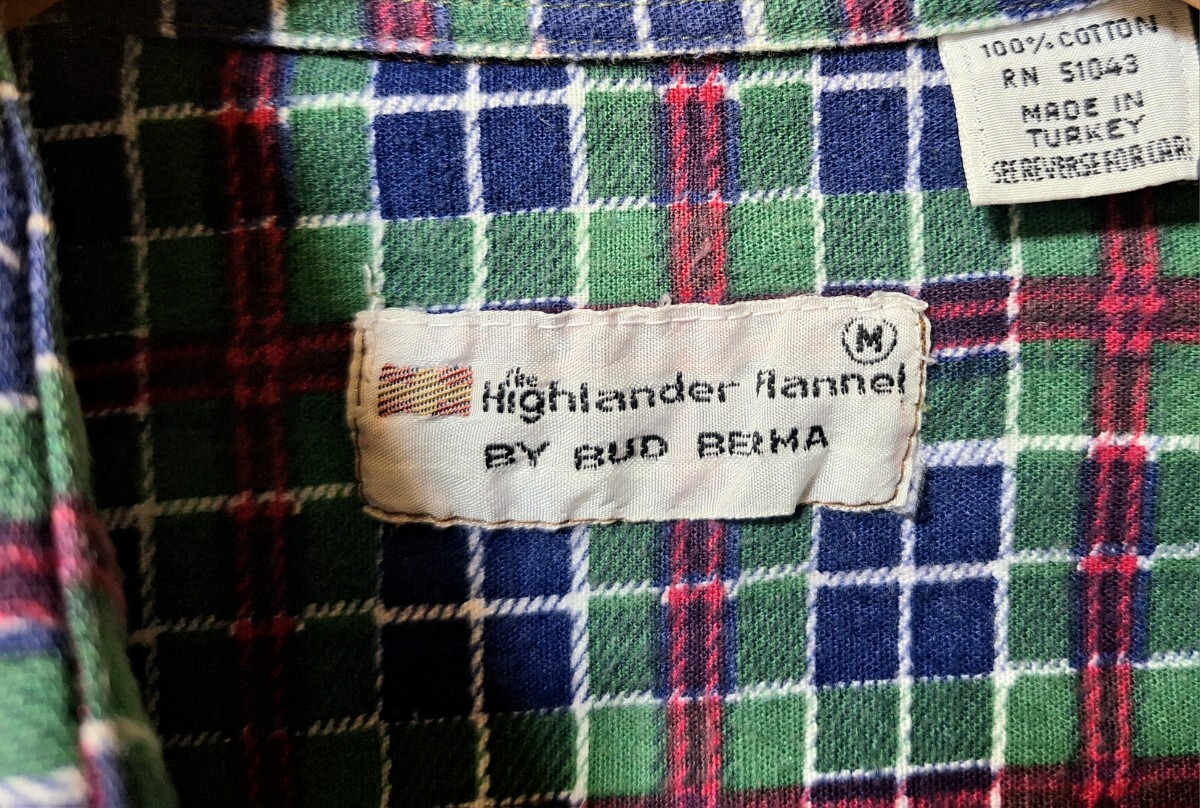 100% COTTON
RN 51043
MADE IN
TURKEY
SEE REVERSE FOR CARE
M
The
Highlander Flannel
BY BUD BERMA